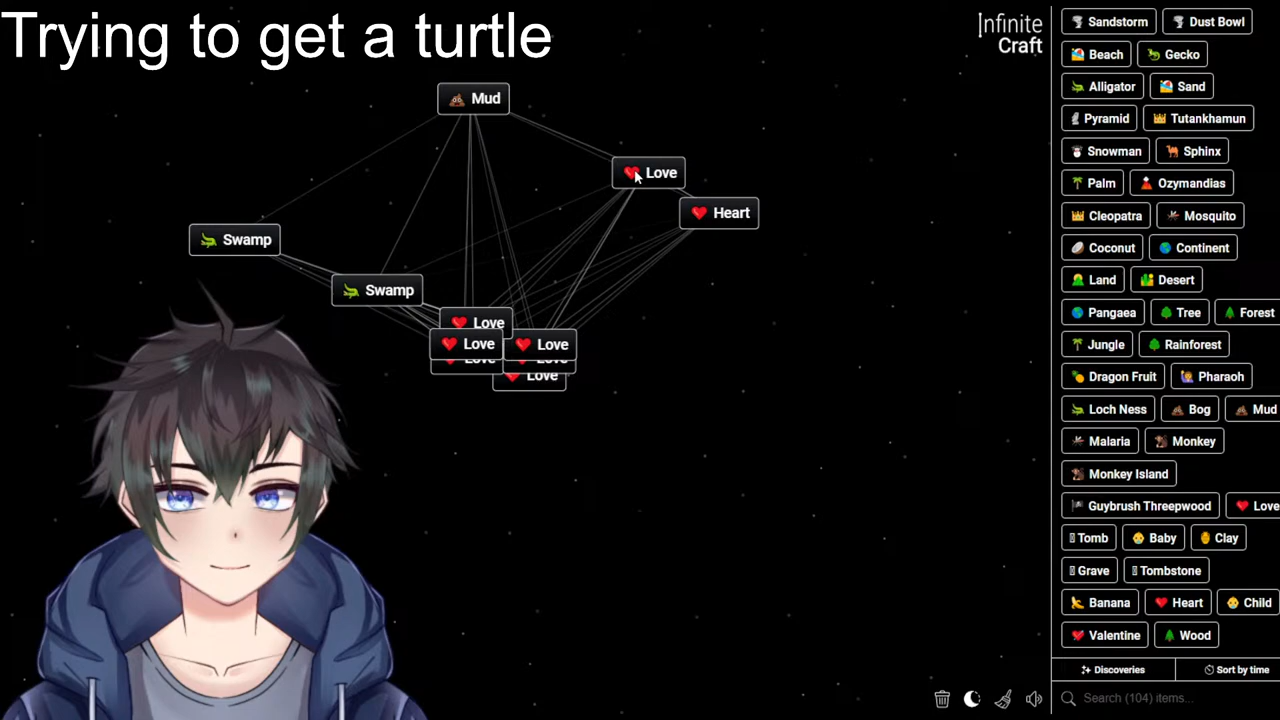 Trying to get a turtle
Infinite
Craft
Mud
Love
Heart
Swamp
Swamp
Love
Love
Love
Love
Love
Love
Sandstorm
Dust Bowl
Beach
Gecko
Alligator
Sand
Pyramid
Tutankhamun
Snowman
Sphinx
Palm
Ozymandias
Cleopatra
Mosquito
Coconut
Continent
Land
Desert
Pangaea
Tree
Forest
Jungle
Rainforest
Dragon Fruit
Pharaoh
Loch Ness
Bog
Mud
Malaria
Monkey
Monkey Island
Guybrush Threepwood
Love
Tomb
Baby
Clay
Grave
Tombstone
Banana
Heart
Child
Valentine
Wood
Discoveries
Sort by time
Search (104) items...